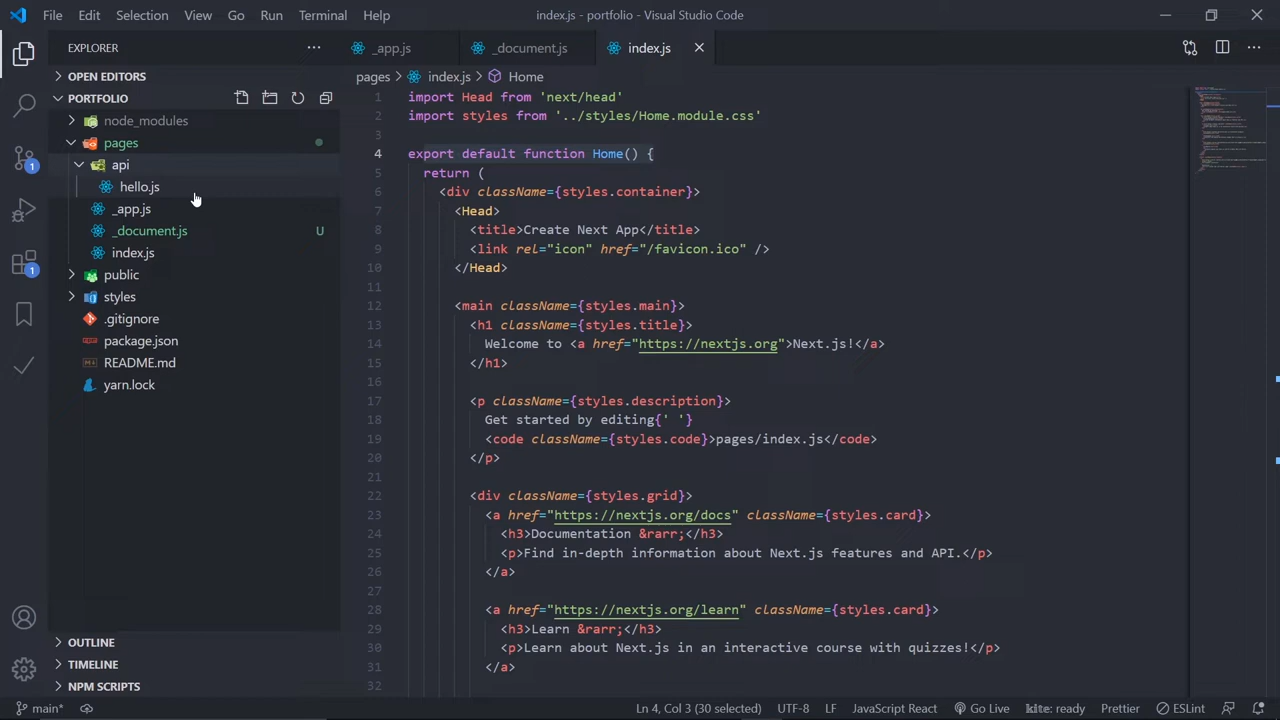 File Edit Selection View Go Run Terminal Help
index.js - portfolio - Visual Studio Code
EXPLORER
OPEN EDITORS
PORTFOLIO
node_modules
pages
api
hello.js
_app.js
_document.js U
index.js
public
styles
.gitignore
package.json
README.md
yarn.lock
OUTLINE
TIMELINE
NPM SCRIPTS
1
1
_app.js _document.js index.js
pages > index.js > Home
1 import Head from 'next/head'
2 import styles from '../styles/Home.module.css'
3
4 export default function Home() {
5 return (
6 <div className={styles.container}>
7 <Head>
8 <title>Create Next App</title>
9 <link rel="icon" href="/favicon.ico" />
10 </Head>
11
12 <main className={styles.main}>
13 <h1 className={styles.title}>
14 Welcome to <a href="https://nextjs.org">Next.js!</a>
15 </h1>
16
17 <p className={styles.description}>
18 Get started by editing{' '}
19 <code className={styles.code}>pages/index.js</code>
20 </p>
21
22 <div className={styles.grid}>
23 <a href="https://nextjs.org/docs" className={styles.card}>
24 <h3>Documentation &rarr;</h3>
25 <p>Find in-depth information about Next.js features and API.</p>
26 </a>
27
28 <a href="https://nextjs.org/learn" className={styles.card}>
29 <h3>Learn &rarr;</h3>
30 <p>Learn about Next.js in an interactive course with quizzes!</p>
31 </a>
32
main* Ln 4, Col 3 (30 selected) UTF-8 LF JavaScript React Go Live kite: ready Prettier ESLint